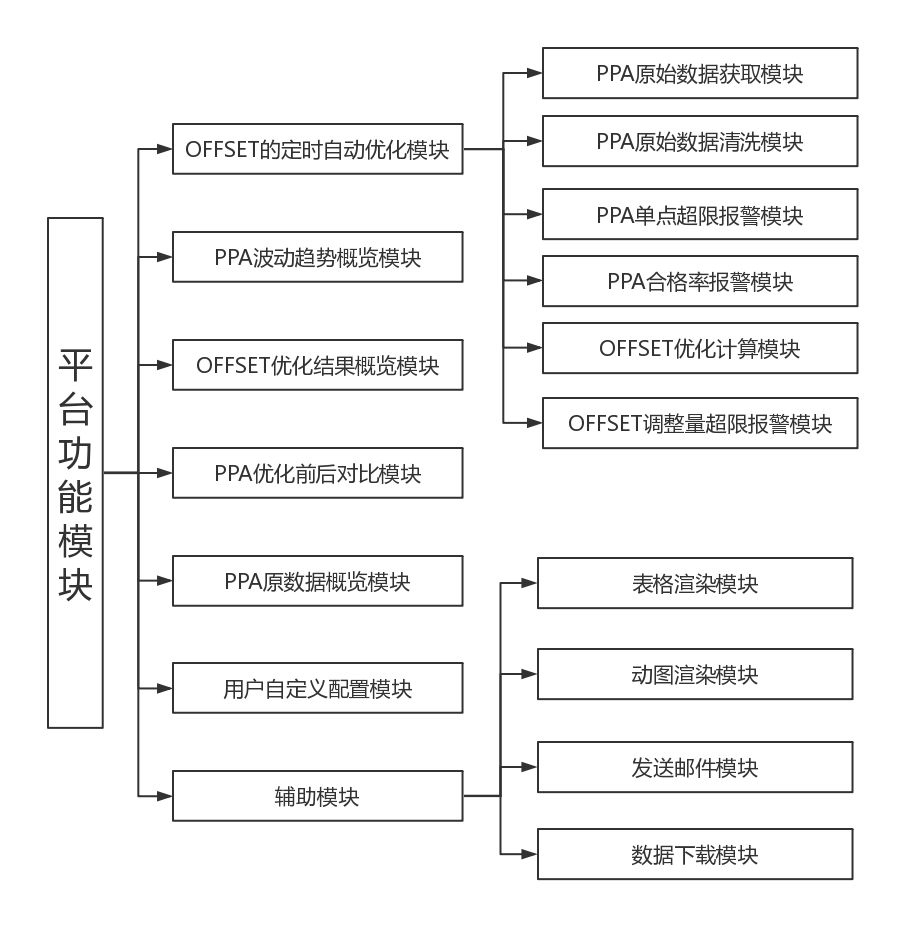 平台功能模块
OFFSET的定时自动优化模块
PPA波动趋势概览模块
OFFSET优化结果概览模块
PPA优化前后对比模块
PPA原数据概览模块
用户自定义配置模块
辅助模块
PPA原始数据获取模块
PPA原始数据清洗模块
PPA单点超限报警模块
PPA合格率报警模块
OFFSET优化计算模块
OFFSET调整量超限报警模块
表格渲染模块
动图渲染模块
发送邮件模块
数据下载模块